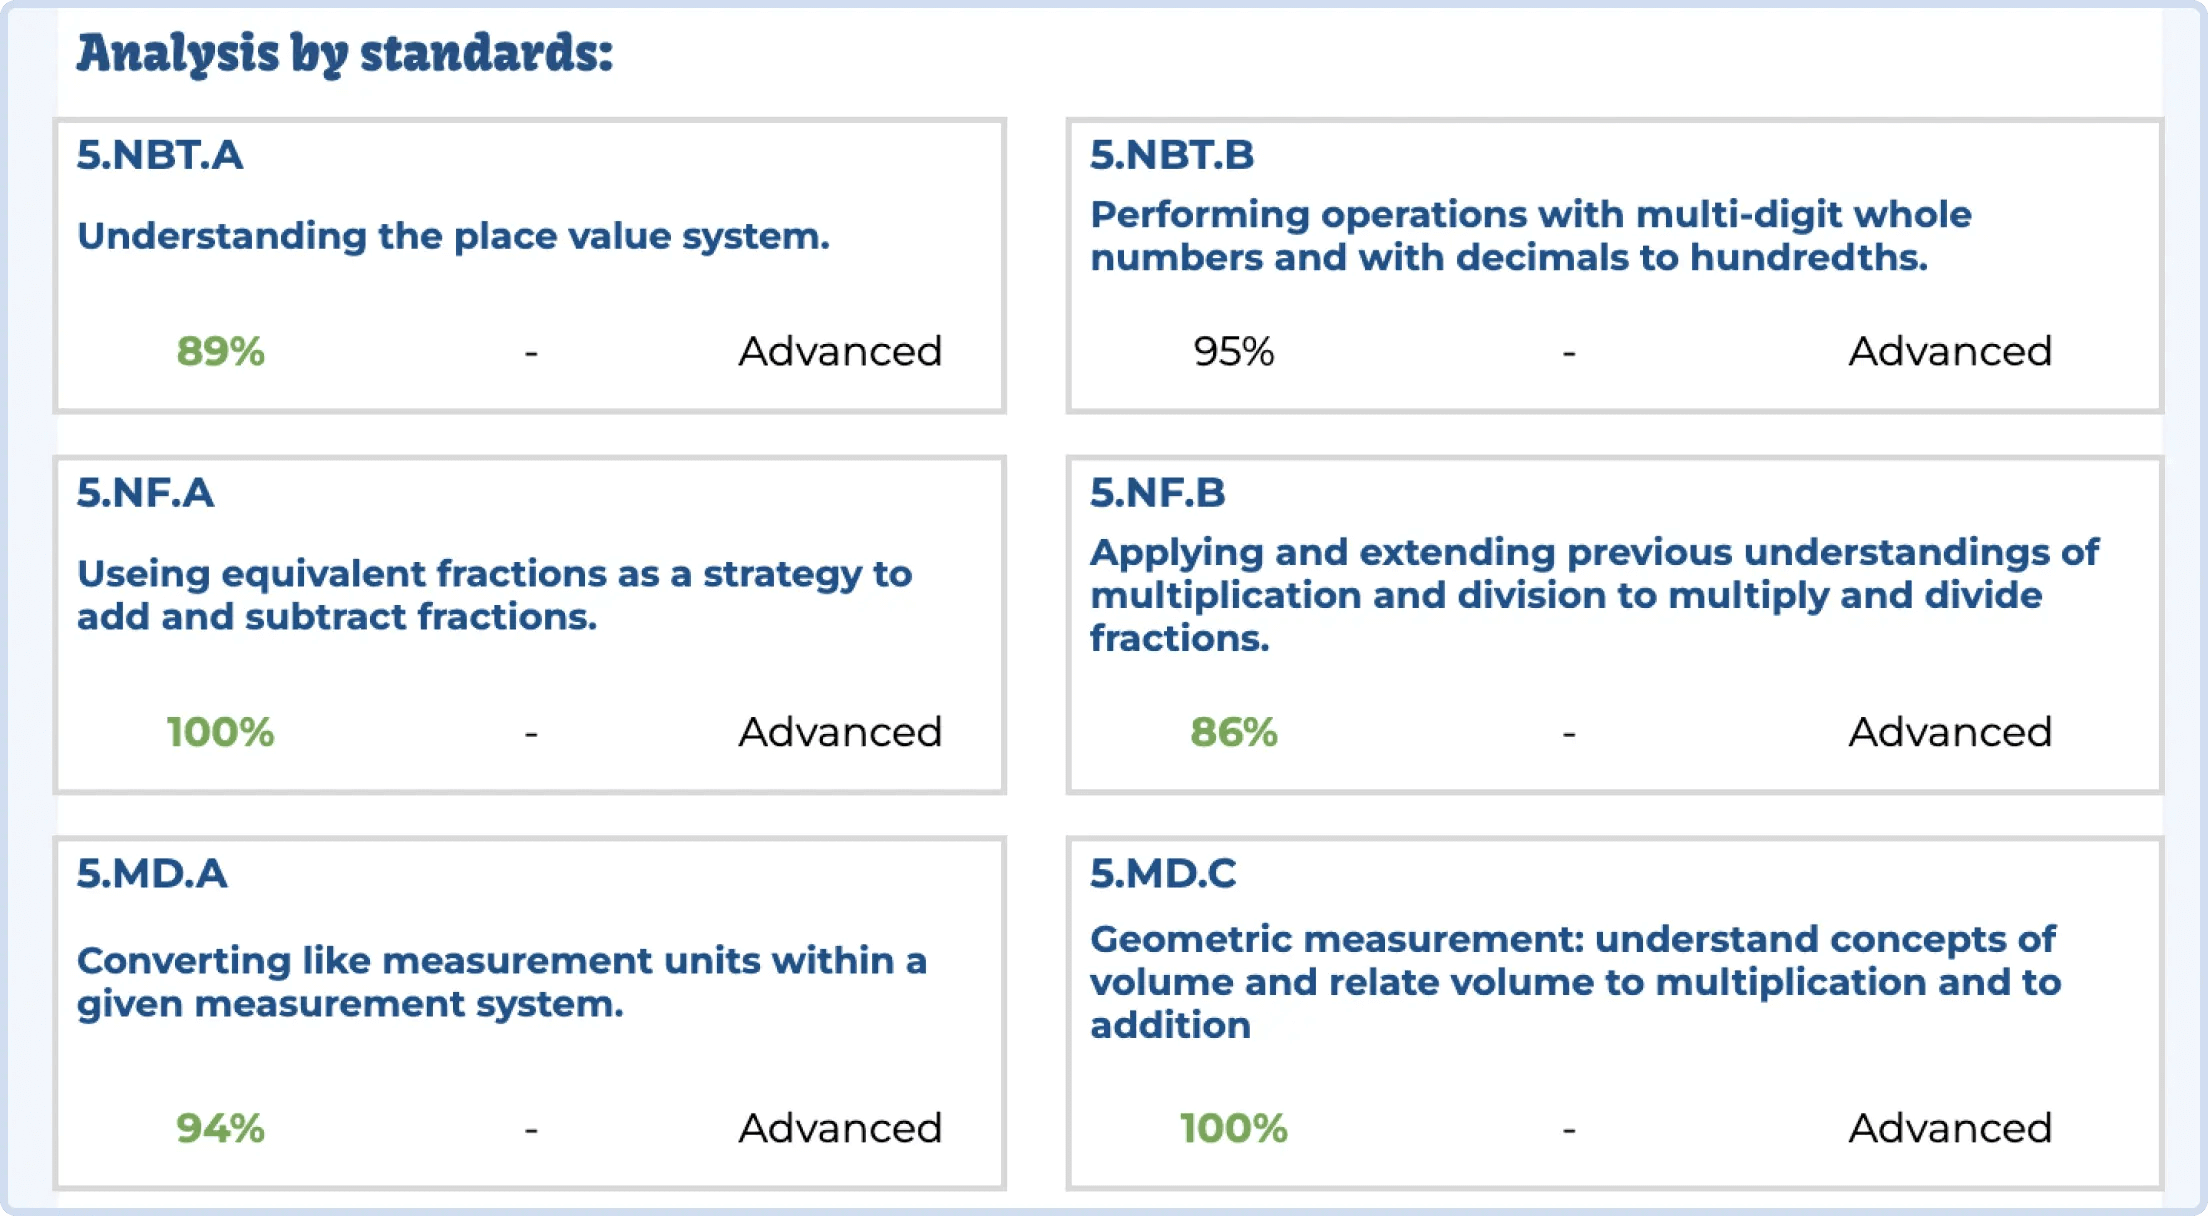 Analysis by standards:
5.NBT.A
Understanding the place value system.
89% - Advanced
5.NBT.B
Performing operations with multi-digit whole
numbers and with decimals to hundredths.
95% - Advanced
5.NF.A
Useing equivalent fractions as a strategy to
add and subtract fractions.
100% - Advanced
5.NF.B
Applying and extending previous understandings of
multiplication and division to multiply and divide
fractions.
86% - Advanced
5.MD.A
Converting like measurement units within a
given measurement system.
94% - Advanced
5.MD.C
Geometric measurement: understand concepts of
volume and relate volume to multiplication and to
addition
100% - Advanced